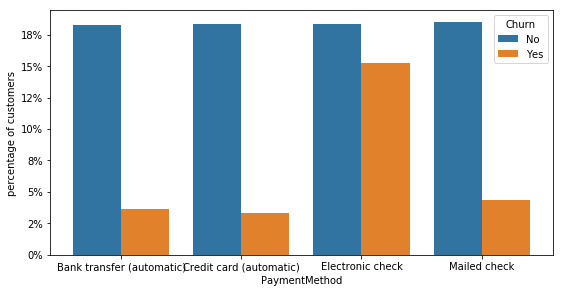 Churn
No
Yes
18%
15%
12%
10%
8%
5%
2%
0%
percentage of customers
Bank transfer (automatic)
Credit card (automatic)
Electronic check
Mailed check
PaymentMethod